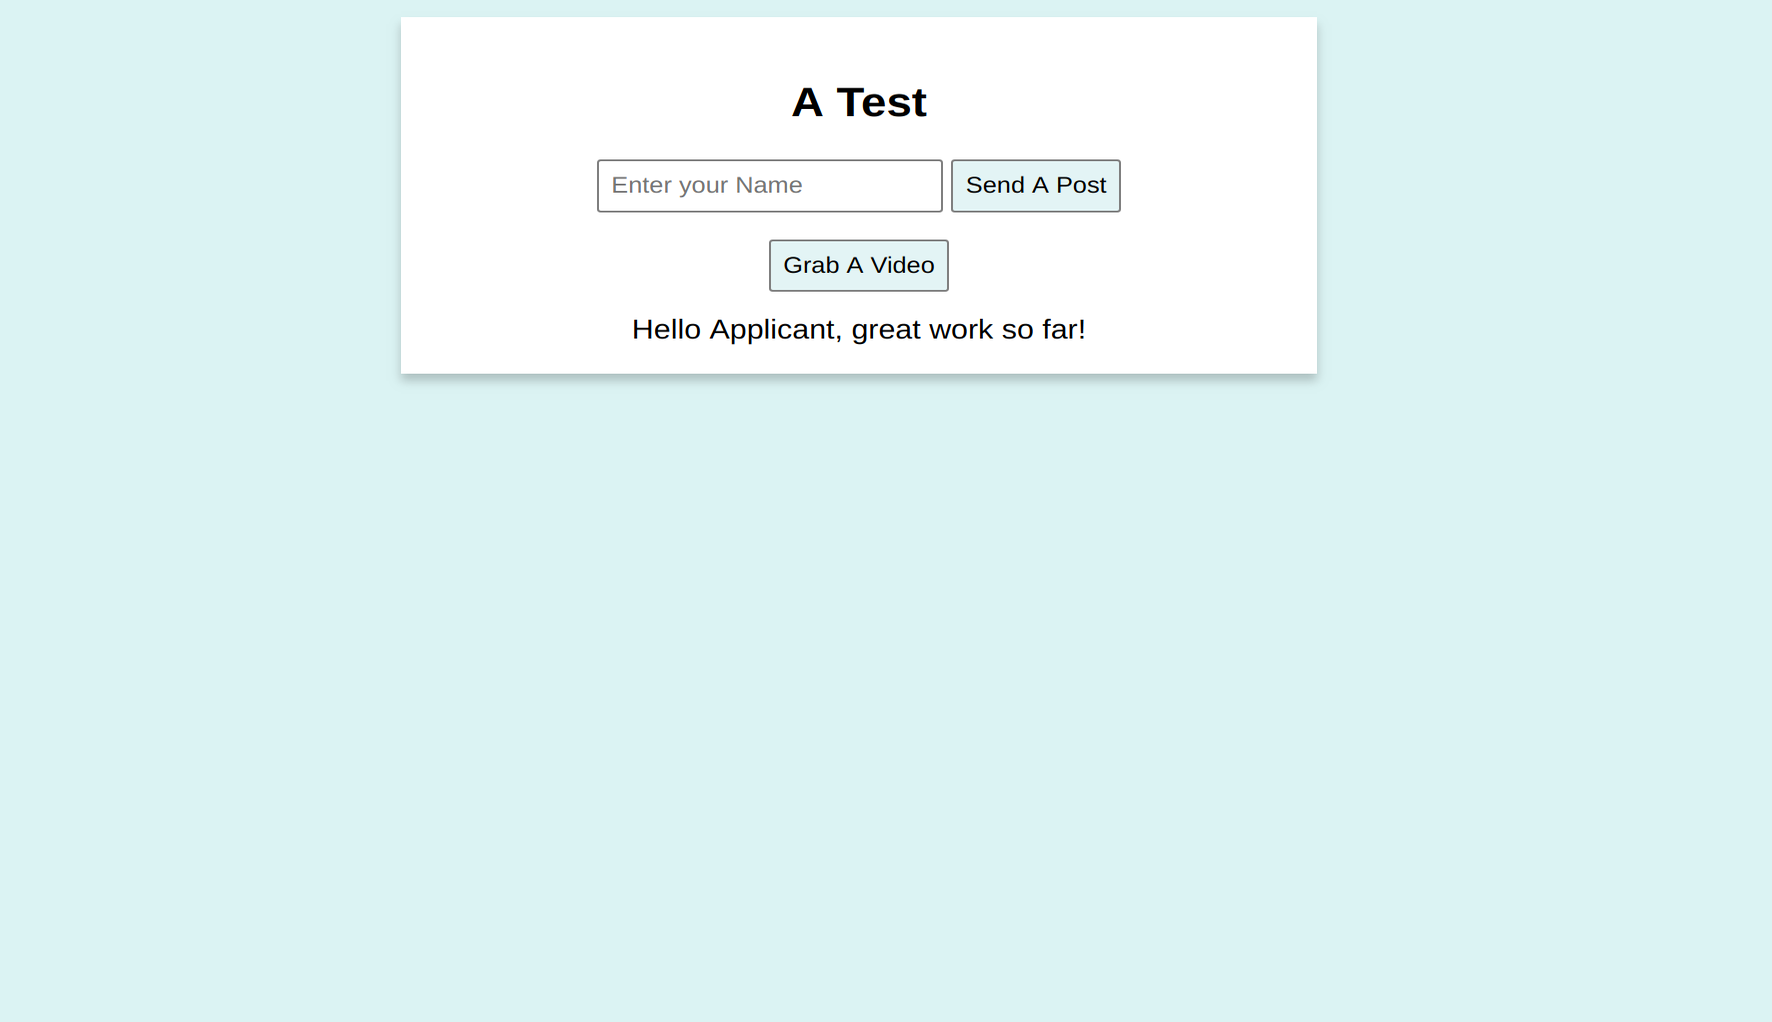 A Test
Enter your Name Send A Post
Grab A Video
Hello Applicant, great work so far!